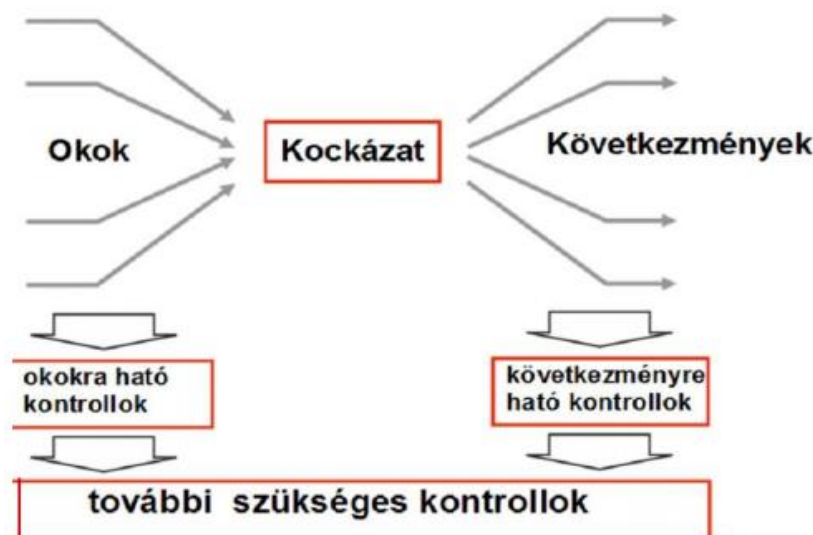 Okok
Kockázat
Következmények
okokra ható
kontrollok
következményre
ható kontrollok
további szükséges kontrollok